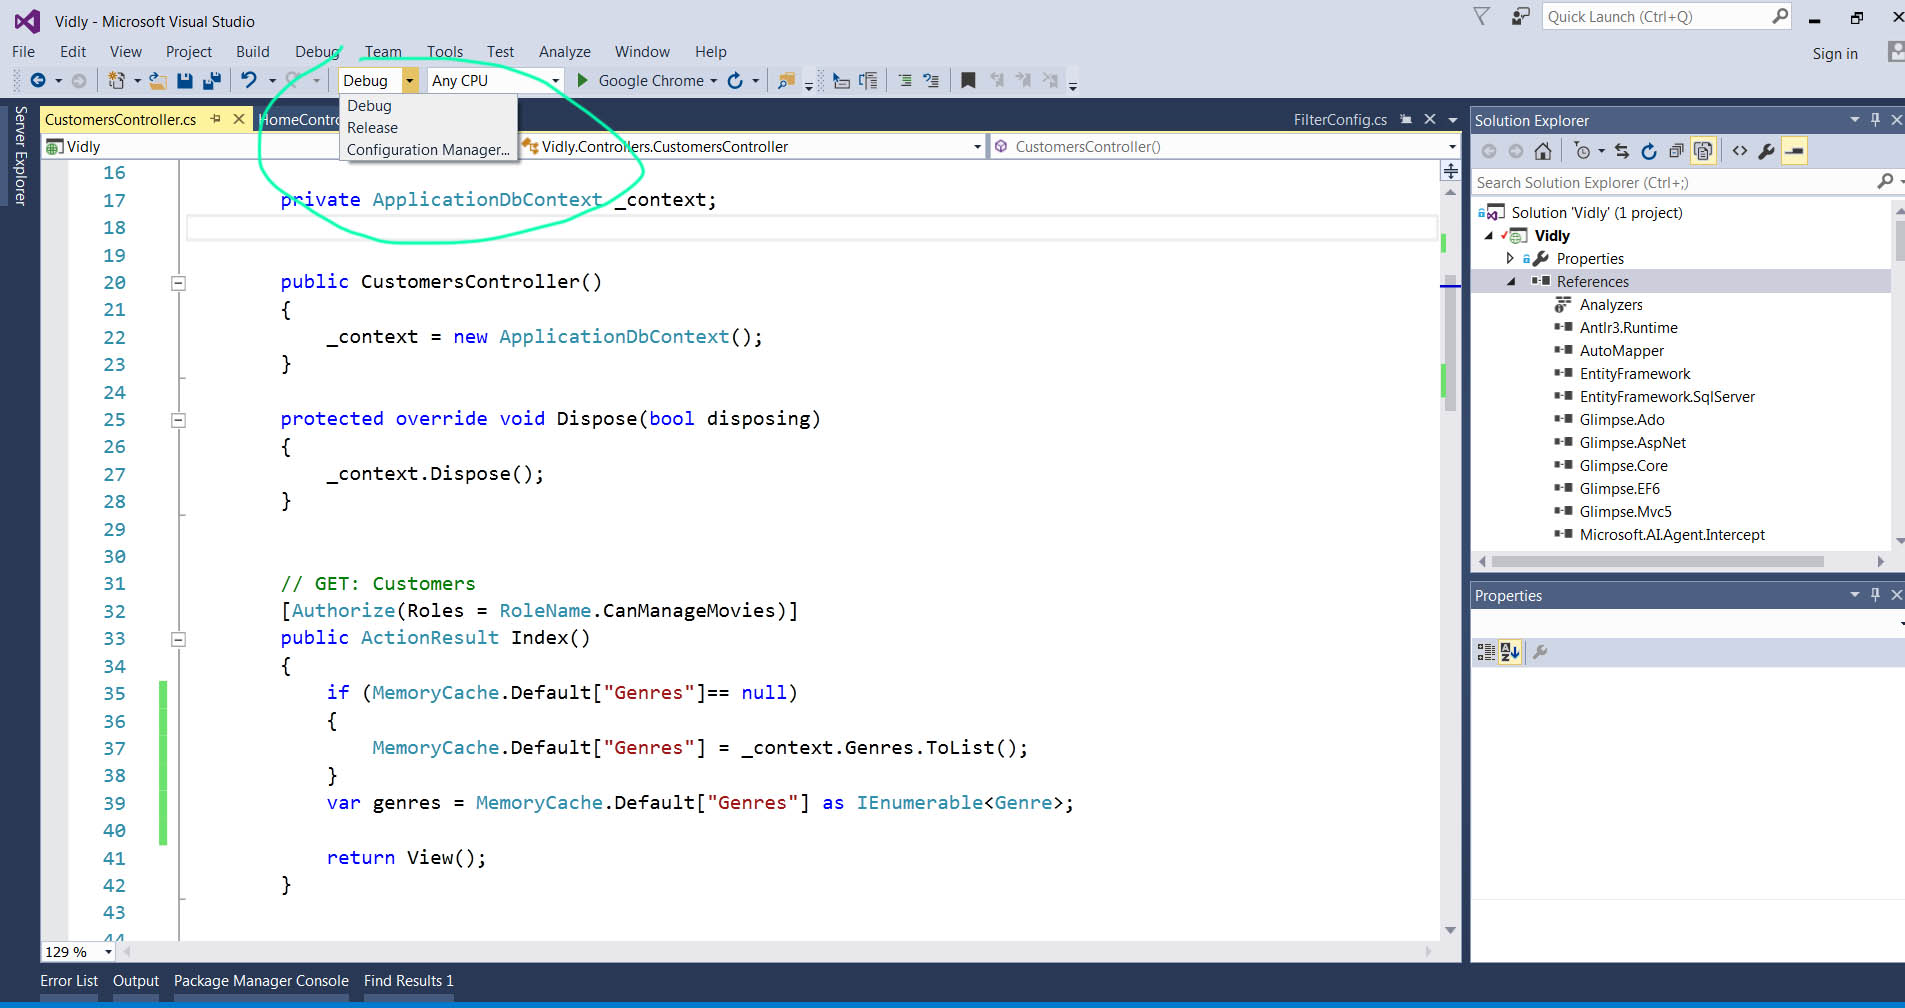 Vidly - Microsoft Visual Studio
Quick Launch (Ctrl+Q)
File Edit View Project Build Debug Team Tools Test Analyze Window Help
Sign in
Debug Any CPU Google Chrome
Debug
Release
Configuration Manager...
Server Explorer
CustomersController.cs HomeContro FilterConfig.cs
Vidly Vidly.Controllers.CustomersController CustomersController()
16
17 private ApplicationDbContext _context;
18
19
20 public CustomersController()
21 {
22 _context = new ApplicationDbContext();
23 }
24
25 protected override void Dispose(bool disposing)
26 {
27 _context.Dispose();
28 }
29
30
31 // GET: Customers
32 [Authorize(Roles = RoleName.CanManageMovies)]
33 public ActionResult Index()
34 {
35 if (MemoryCache.Default["Genres"]== null)
36 {
37 MemoryCache.Default["Genres"] = _context.Genres.ToList();
38 }
39 var genres = MemoryCache.Default["Genres"] as IEnumerable<Genre>;
40
41 return View();
42 }
43
44
129 %
Error List Output Package Manager Console Find Results 1
Solution Explorer
Search Solution Explorer (Ctrl+;)
Solution 'Vidly' (1 project)
Vidly
Properties
References
Analyzers
Antlr3.Runtime
AutoMapper
EntityFramework
EntityFramework.SqlServer
Glimpse.Ado
Glimpse.AspNet
Glimpse.Core
Glimpse.EF6
Glimpse.Mvc5
Microsoft.AI.Agent.Intercept
Properties